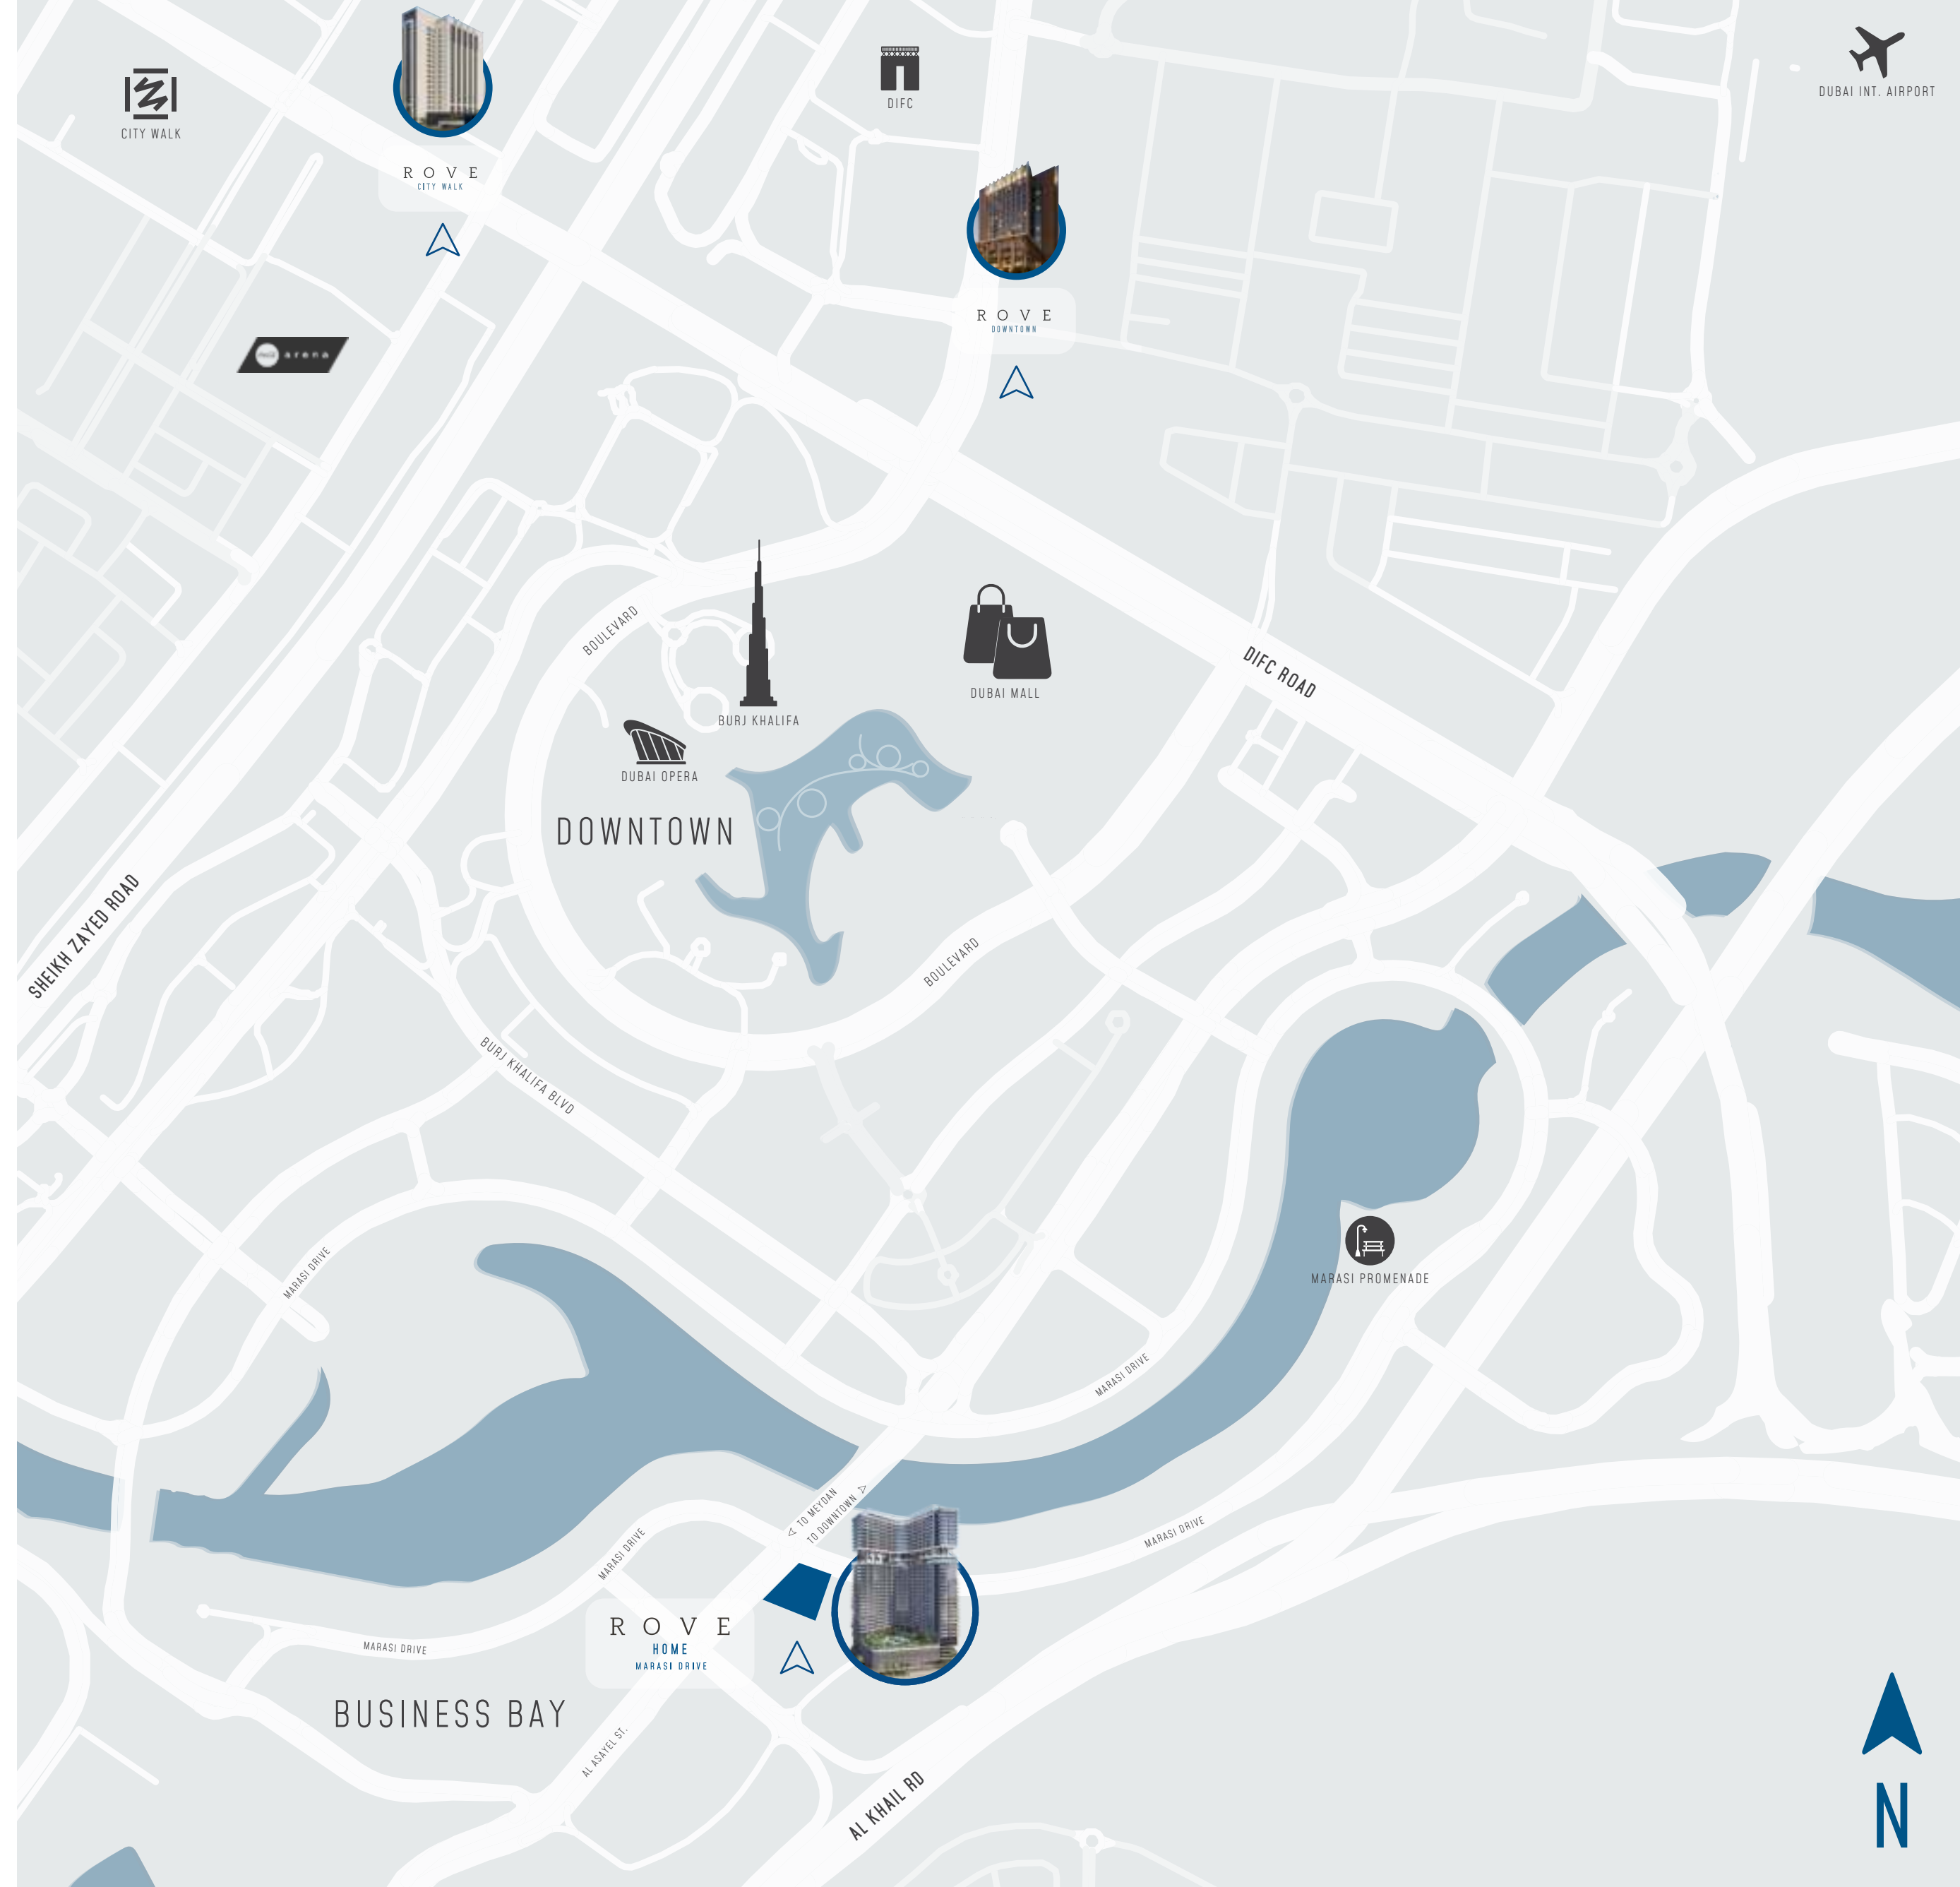 DUBAI INT. AIRPORT
DIFC
CITY WALK
ROVE
CITY WALK
ROVE
DOWNTOWN
arena
BOULEVARD
DIFC ROAD
DUBAI MALL
BURJ KHALIFA
DUBAI OPERA
DOWNTOWN
SHEIKH ZAYED ROAD
BOULEVARD
BURJ KHALIFA BLVD
MARASI DRIVE
MARASI PROMENADE
MARASI DRIVE
TO MEYDAN
TO DOWNTOWN
MARASI DRIVE
MARASI DRIVE
ROVE
HOME
MARASI DRIVE
MARASI DRIVE
BUSINESS BAY
AL ASAYEL ST.
AL KHAIL RD
N